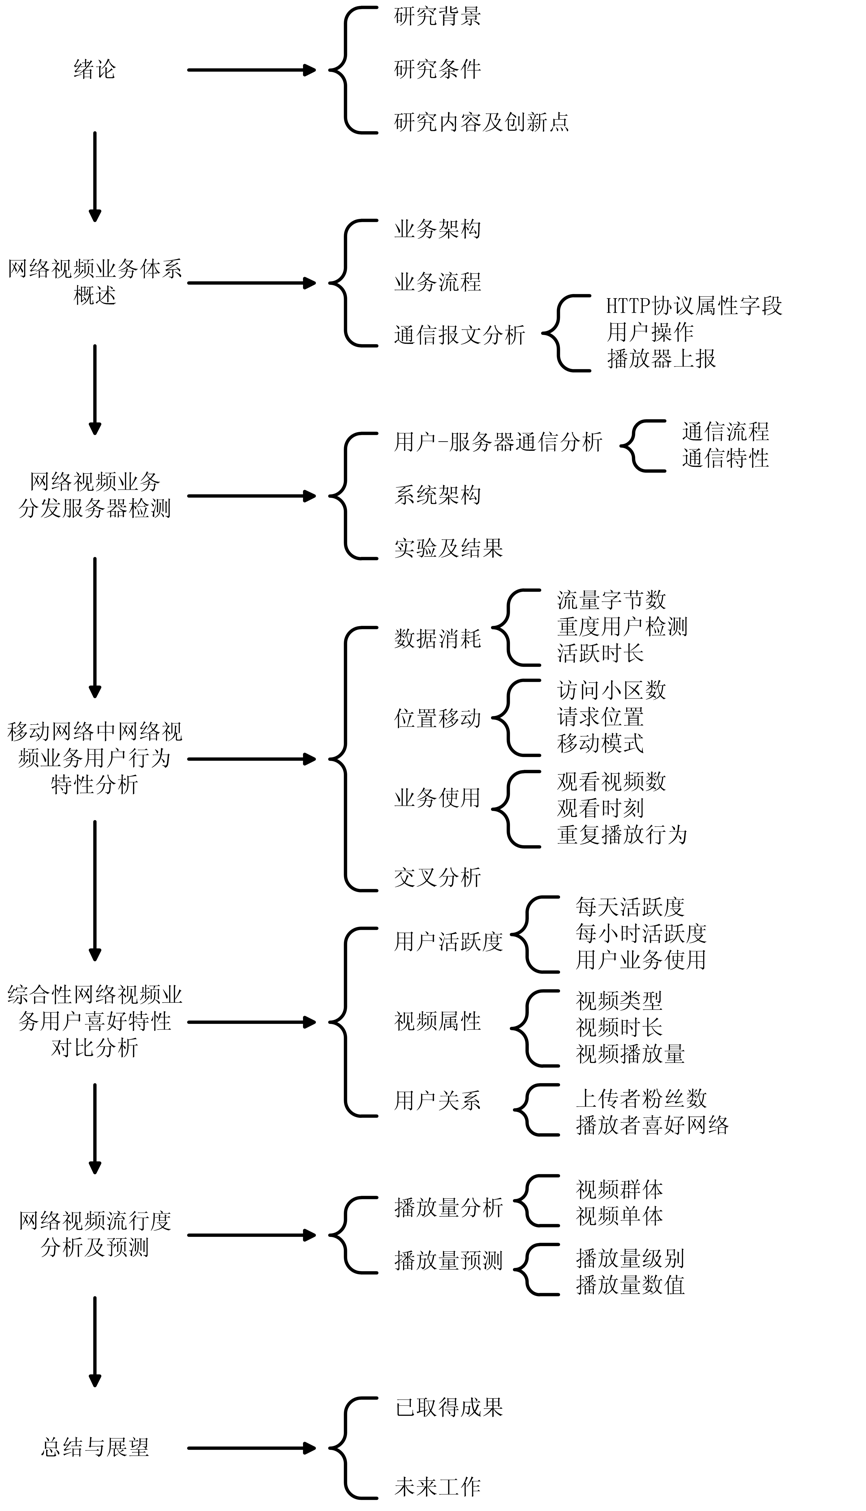 绪论
研究背景
研究条件
研究内容及创新点
网络视频业务体系
概述
业务架构
业务流程
通信报文分析
HTTP协议属性字段
用户操作
播放器上报
网络视频业务
分发服务器检测
用户-服务器通信分析
通信流程
通信特性
系统架构
实验及结果
移动网络中网络视
频业务用户行为
特性分析
数据消耗
流量字节数
重度用户检测
活跃时长
位置移动
访问小区数
请求位置
移动模式
业务使用
观看视频数
观看时刻
重复播放行为
交叉分析
综合性网络视频业
务用户喜好特性
对比分析
用户活跃度
每天活跃度
每小时活跃度
用户业务使用
视频属性
视频类型
视频时长
视频播放量
用户关系
上传者粉丝数
播放者喜好网络
网络视频流行度
分析及预测
播放量分析
视频群体
视频单体
播放量预测
播放量级别
播放量数值
总结与展望
已取得成果
未来工作